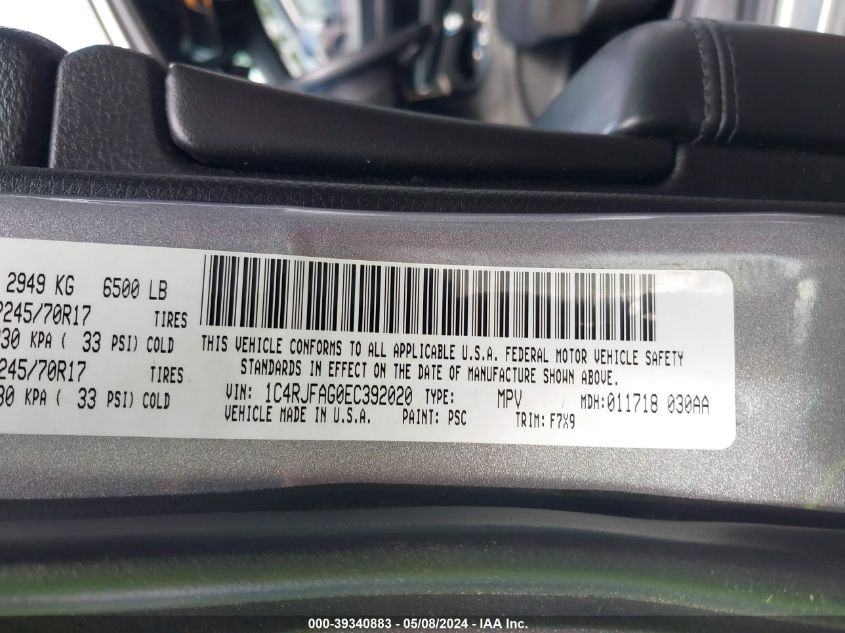 2949 KG 6500 LB
245/70R17 TIRES
30 KPA ( 33 PSI) COLD
245/70R17 TIRES
30 KPA ( 33 PSI) COLD
THIS VEHICLE CONFORMS TO ALL APPLICABLE U.S.A. FEDERAL MOTOR VEHICLE SAFETY
STANDARDS IN EFFECT ON THE DATE OF MANUFACTURE SHOWN ABOVE.
VIN: 1C4RJFAG0EC392020 TYPE: MPV MDH:011718 030AA
VEHICLE MADE IN U.S.A. PAINT: PSC TRIM: F7X9
000-39340883 - 05/08/2024 - IAA Inc.